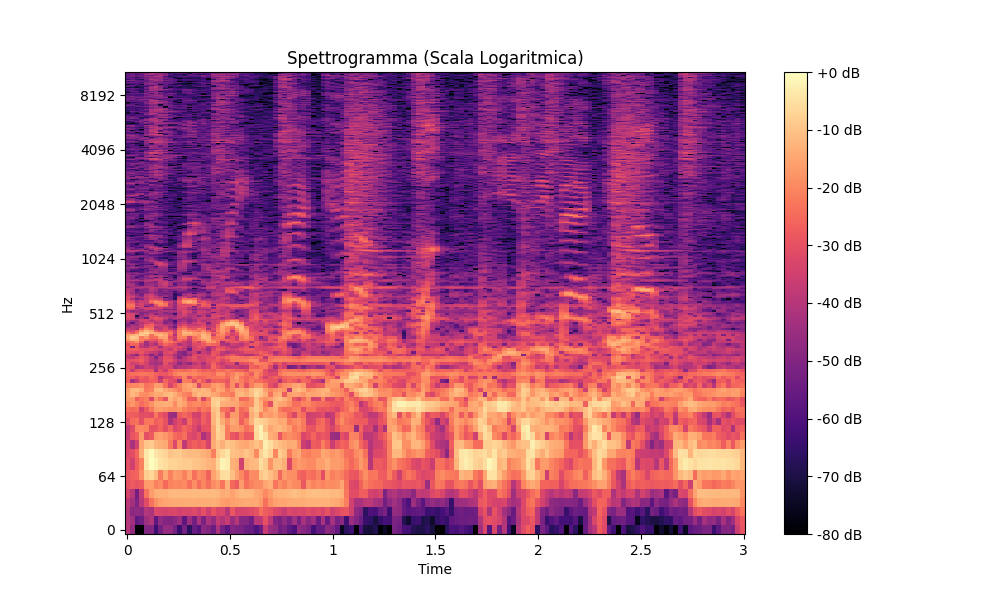 Spettrogramma (Scala Logaritmica)
Hz
8192
4096
2048
1024
512
256
128
64
0
0
0.5
1
1.5
2
2.5
3
Time
+0 dB
-10 dB
-20 dB
-30 dB
-40 dB
-50 dB
-60 dB
-70 dB
-80 dB